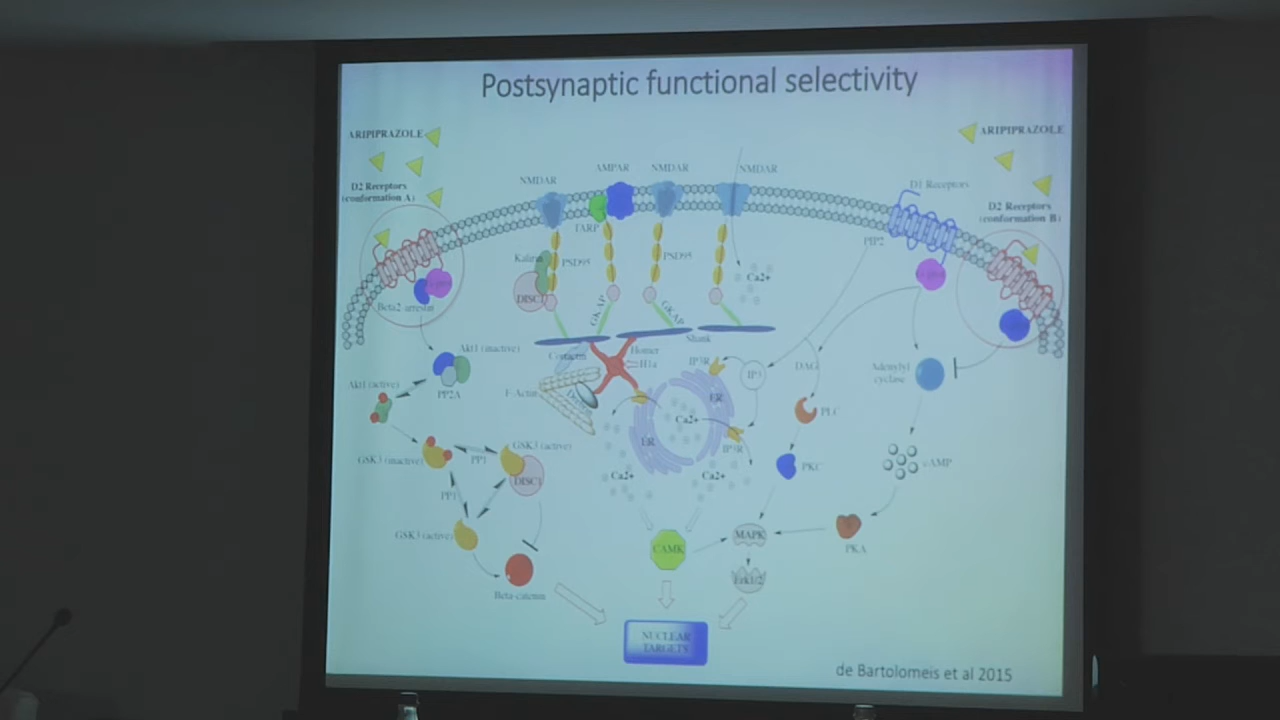 Postsynaptic functional selectivity
ARIPIPRAZOLE
ARIPIPRAZOLE
D2 Receptors
(conformation A)
NMDAR
AMPAR
NMDAR
NMDAR
D1 Receptors
D2 Receptors
(conformation B)
TARP
PIP2
Kalirin
PSD95
PSD95
Ca2+
DISC1
Beta2-arrestin
GKAP
GKAP
Shank
Akt1 (inactive)
Cortactin
Homer
H1a
IP3R
IP3
DAG
Adenylyl
cyclase
Akt1 (active)
PP2A
F-Actin
ER
Ca2+
PLC
GSK3 (inactive)
PP1
GSK3 (active)
ER
IP3R
DISC1
Ca2+
Ca2+
PKC
cAMP
PP1
GSK3 (active)
CAMK
MAPK
PKA
Erk1/2
Beta-catenin
NUCLEAR
TARGETS
de Bartolomeis et al 2015